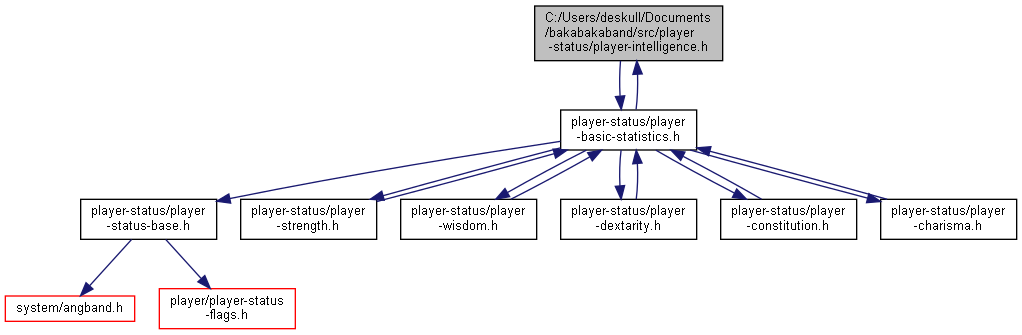 C:/Users/deskull/Documents
/bakabakaband/src/player
-status/player-intelligence.h
player-status/player
-basic-statistics.h
player-status/player
-status-base.h
player-status/player
-strength.h
player-status/player
-wisdom.h
player-status/player
-dextarity.h
player-status/player
-constitution.h
player-status/player
-charisma.h
system/angband.h
player/player-status
-flags.h